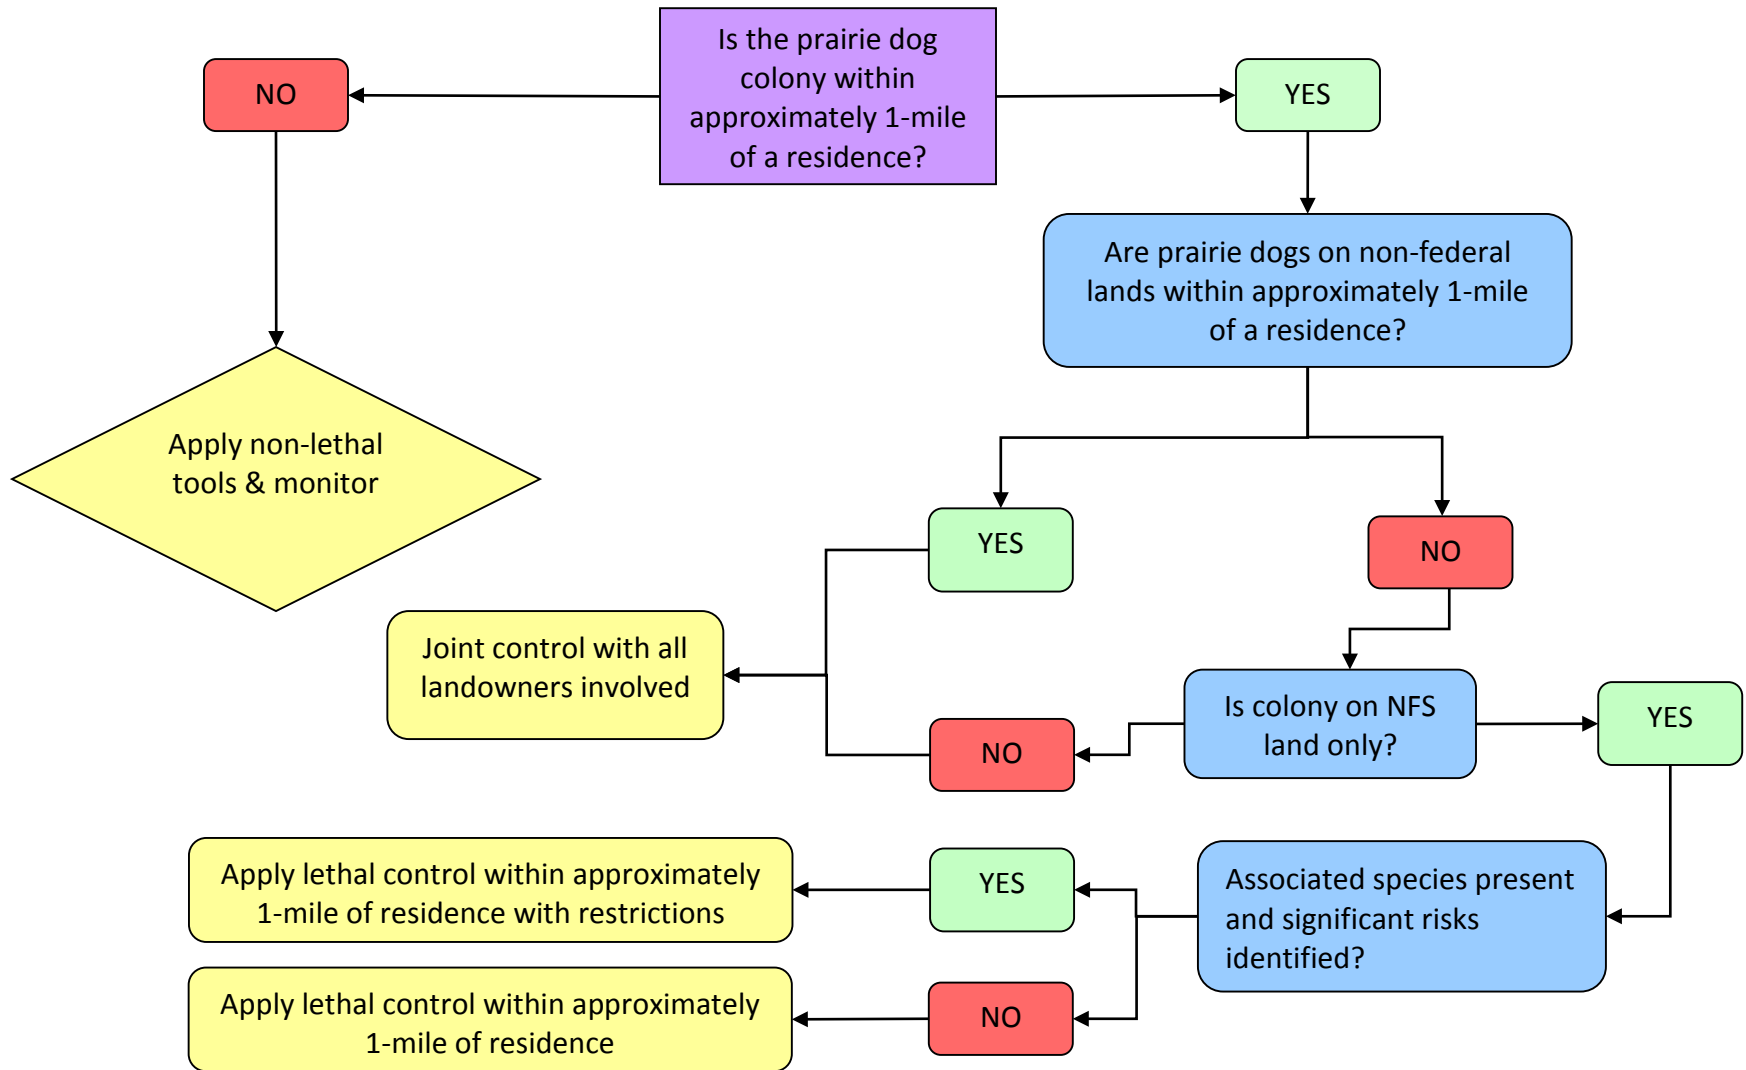 Is the prairie dog
colony within
approximately 1-mile
of a residence?
NO
YES
Are prairie dogs on non-federal
lands within approximately 1-mile
of a residence?
Apply non-lethal
tools & monitor
YES
NO
Joint control with all
landowners involved
Is colony on NFS
land only?
YES
NO
Apply lethal control within approximately
1-mile of residence with restrictions
YES
Associated species present
and significant risks
identified?
Apply lethal control within approximately
1-mile of residence
NO